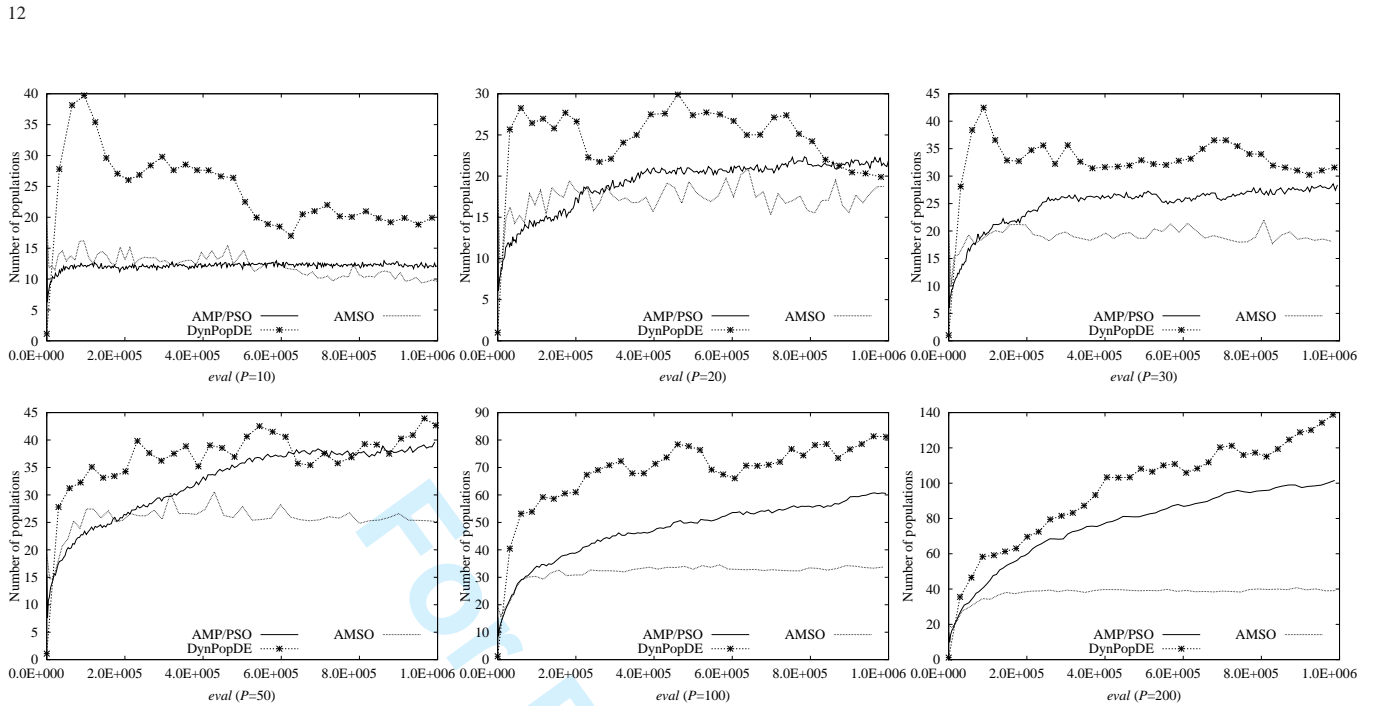 12
40
35
30
25
20
15
10
5
0
Number of populations
AMP/PSO
AMSO
DynPopDE
0.0E+000
2.0E+005
4.0E+005
6.0E+005
8.0E+005
1.0E+006
eval (P=10)
30
25
20
15
10
5
0
Number of populations
AMP/PSO
AMSO
DynPopDE
0.0E+000
2.0E+005
4.0E+005
6.0E+005
8.0E+005
1.0E+006
eval (P=20)
45
40
35
30
25
20
15
10
5
0
Number of populations
AMP/PSO
AMSO
DynPopDE
0.0E+000
2.0E+005
4.0E+005
6.0E+005
8.0E+005
1.0E+006
eval (P=30)
45
40
35
30
25
20
15
10
5
0
Number of populations
AMP/PSO
AMSO
DynPopDE
0.0E+000
2.0E+005
4.0E+005
6.0E+005
8.0E+005
1.0E+006
eval (P=50)
90
80
70
60
50
40
30
20
10
0
Number of populations
AMP/PSO
AMSO
DynPopDE
0.0E+000
2.0E+005
4.0E+005
6.0E+005
8.0E+005
1.0E+006
eval (P=100)
140
120
100
80
60
40
20
0
Number of populations
AMP/PSO
AMSO
DynPopDE
0.0E+000
2.0E+005
4.0E+005
6.0E+005
8.0E+005
1.0E+006
eval (P=200)
For